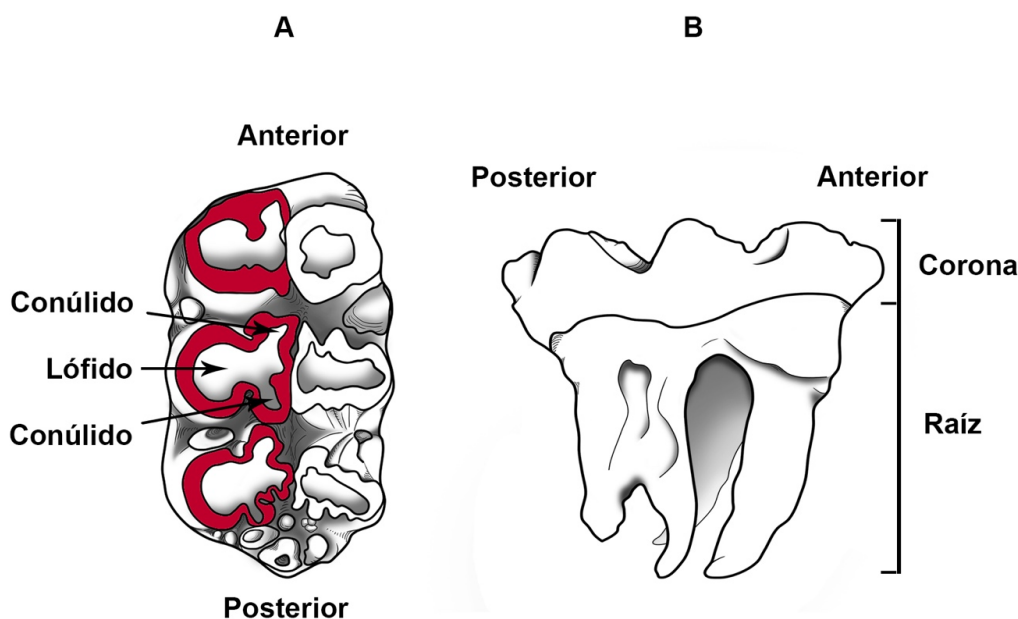 A
Anterior
Conúlido
Lófido
Conúlido
Posterior
B
Posterior
Anterior
Corona
Raíz